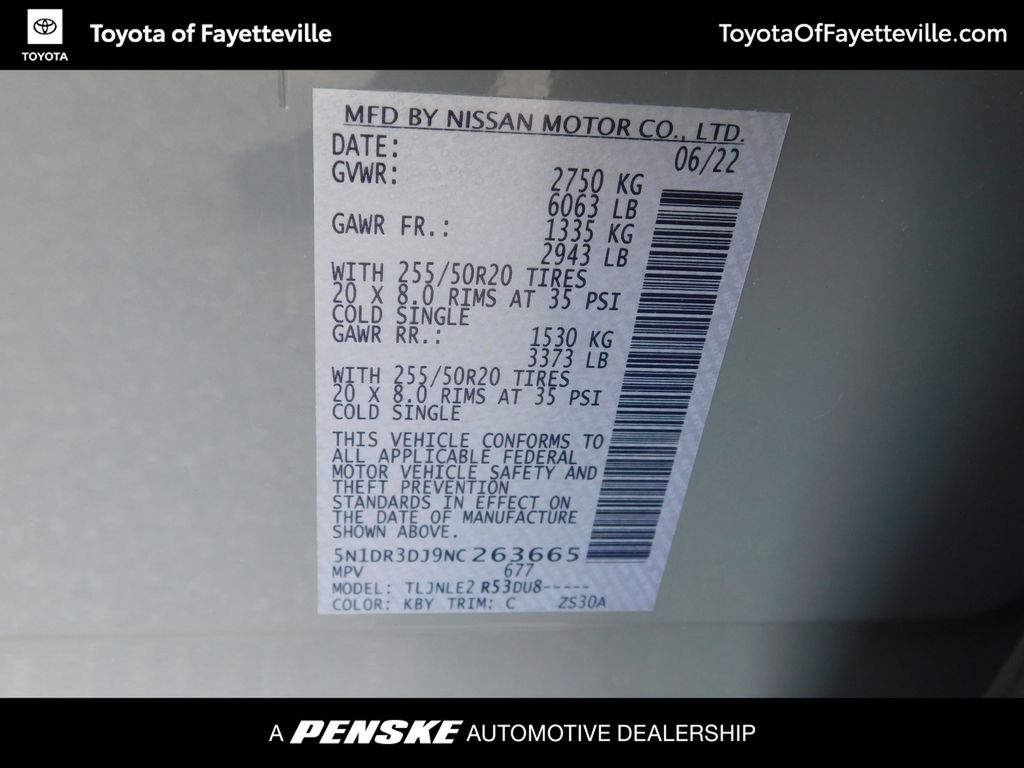 TOYOTA
Toyota of Fayetteville
ToyotaOfFayetteville.com
MFD BY NISSAN MOTOR CO., LTD.
DATE: 06/22
GVWR: 2750 KG
6063 LB
GAWR FR.: 1335 KG
2943 LB
WITH 255/50R20 TIRES
20 X 8.0 RIMS AT 35 PSI
COLD SINGLE
GAWR RR.: 1530 KG
3373 LB
WITH 255/50R20 TIRES
20 X 8.0 RIMS AT 35 PSI
COLD SINGLE
THIS VEHICLE CONFORMS TO
ALL APPLICABLE FEDERAL
MOTOR VEHICLE SAFETY AND
THEFT PREVENTION
STANDARDS IN EFFECT ON
THE DATE OF MANUFACTURE
SHOWN ABOVE.
5N1DR3DJ9NC263665
MPV 677
MODEL: TLJNLE2 R53DU8-----
COLOR: KBY TRIM: C ZS30A
A PENSKE AUTOMOTIVE DEALERSHIP